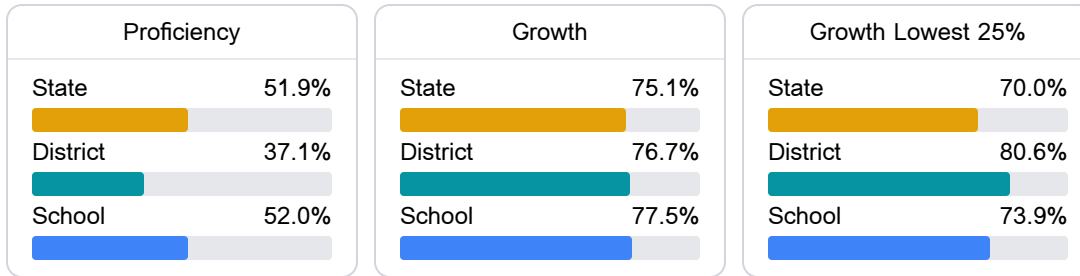 Proficiency
State 51.9%
District 37.1%
School 52.0%
Growth
State 75.1%
District 76.7%
School 77.5%
Growth Lowest 25%
State 70.0%
District 80.6%
School 73.9%